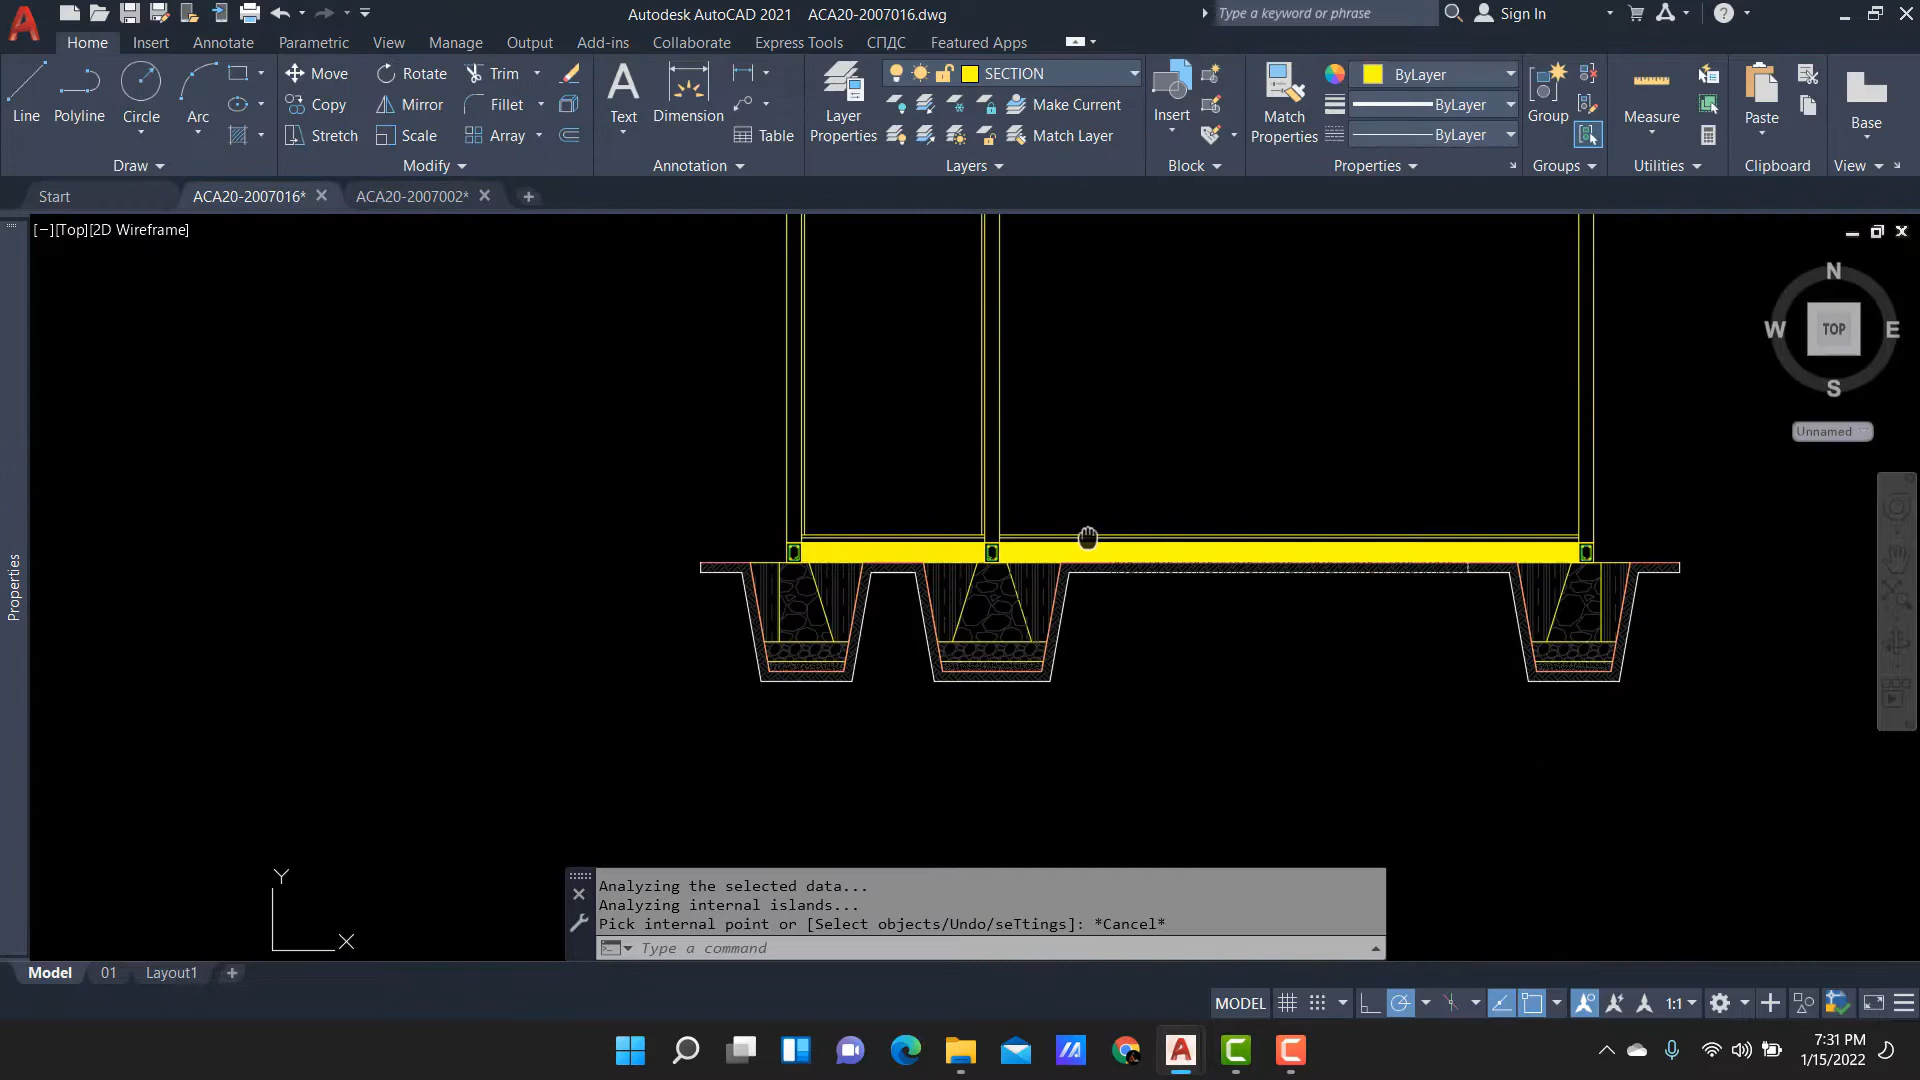 Autodesk AutoCAD 2021 ACA20-2007016.dwg
Type a keyword or phrase
Sign In
Home Insert Annotate Parametric View Manage Output Add-ins Collaborate Express Tools СПДС Featured Apps
Line
Polyline
Circle
Arc
Draw
Move
Rotate
Trim
Copy
Mirror
Fillet
Stretch
Scale
Array
Modify
Text
Dimension
Table
Annotation
Layer
Properties
SECTION
Make Current
Match Layer
Layers
Insert
Block
Match
Properties
ByLayer
ByLayer
ByLayer
Properties
Group
Groups
Measure
Utilities
Paste
Clipboard
Base
View
Start
ACA20-2007016*
ACA20-2007002*
[−][Top][2D Wireframe]
N
W
TOP
E
S
Unnamed
Properties
Y
X
Analyzing the selected data...
Analyzing internal islands...
Pick internal point or [Select objects/Undo/seTtings]: *Cancel*
Type a command
Model
01
Layout1
MODEL
1:1
7:31 PM
1/15/2022